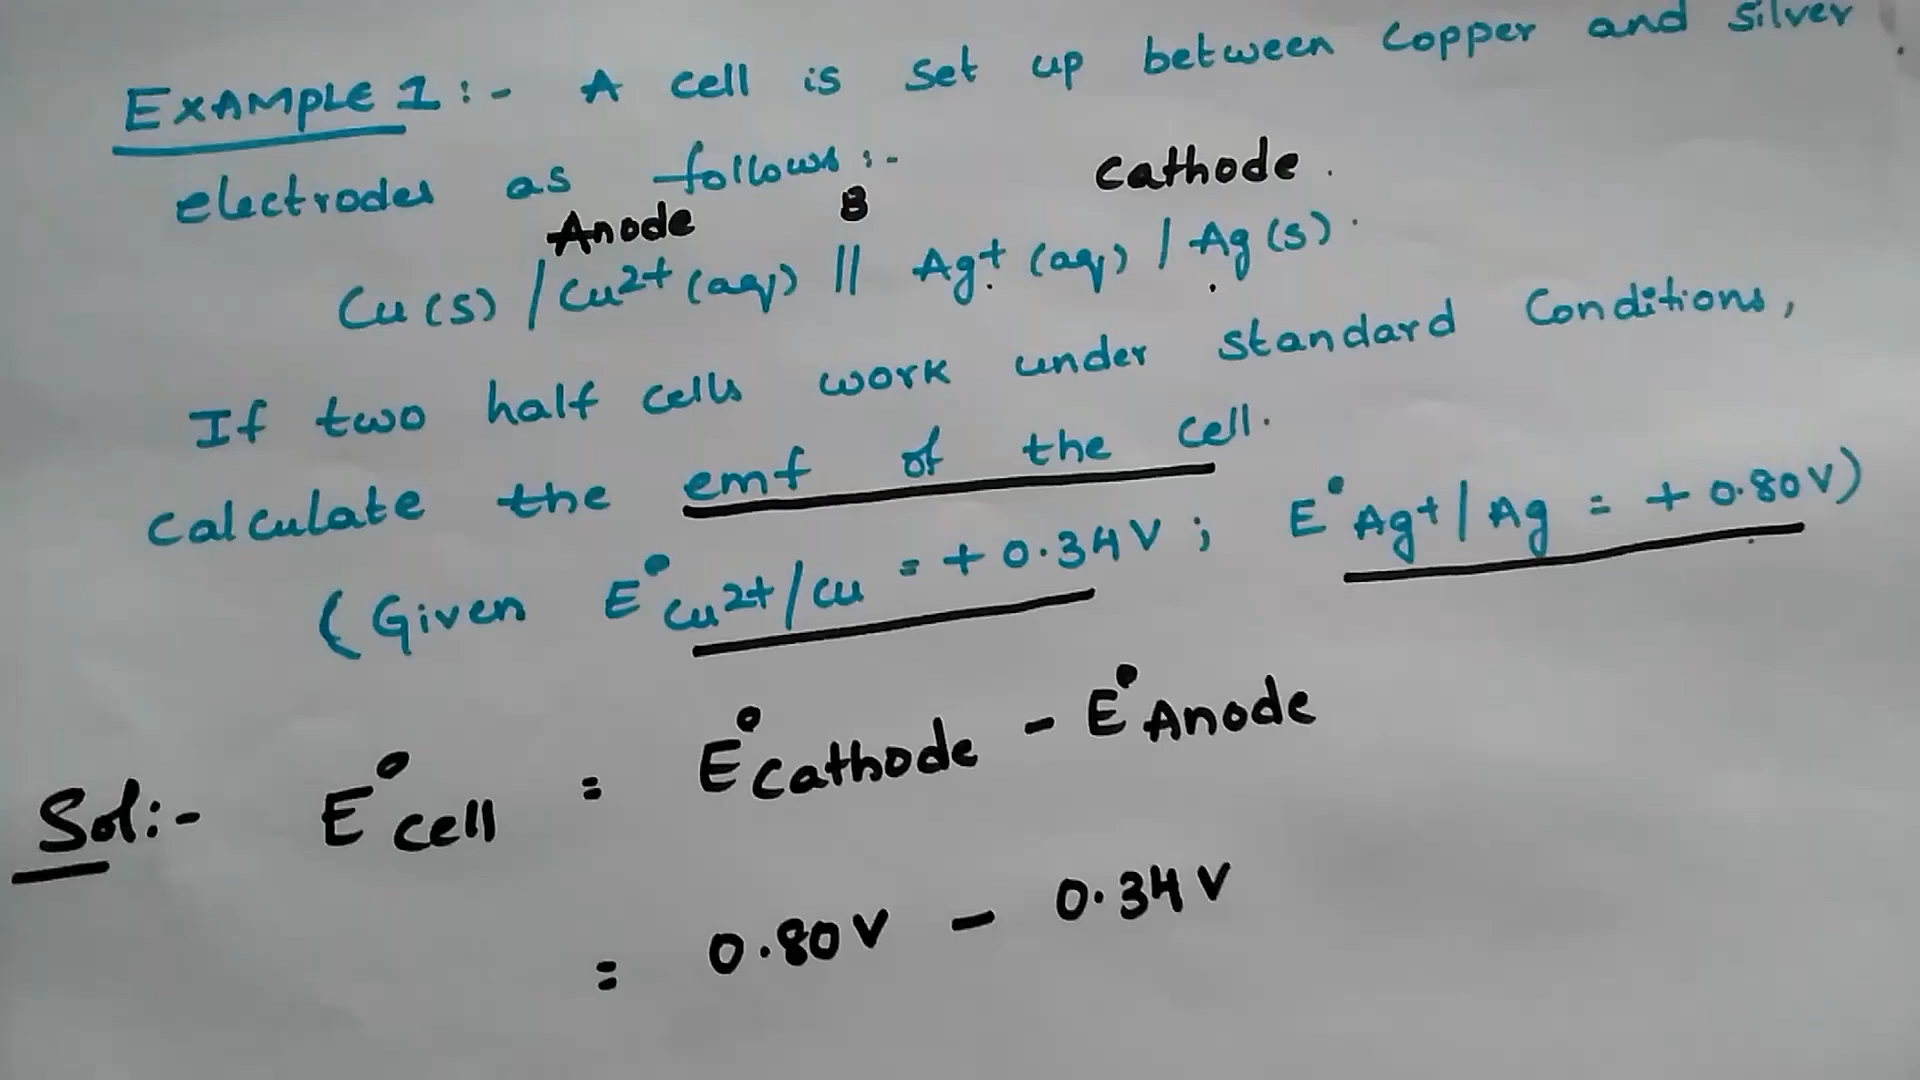 EXAMPLE 1:- A cell is set up between Copper and silver
electrodes as follows:-
Anode 8 Cathode.
Cu(s) / Cu²⁺(aq) || Ag⁺(aq) / Ag(s).
If two half cells work under standard Conditions,
Calculate the emf of the cell.
(Given E°Cu²⁺/Cu = +0.34V; E°Ag⁺/Ag = +0.80V)
Sol:- E°cell = E°Cathode - E°Anode
= 0.80V - 0.34V